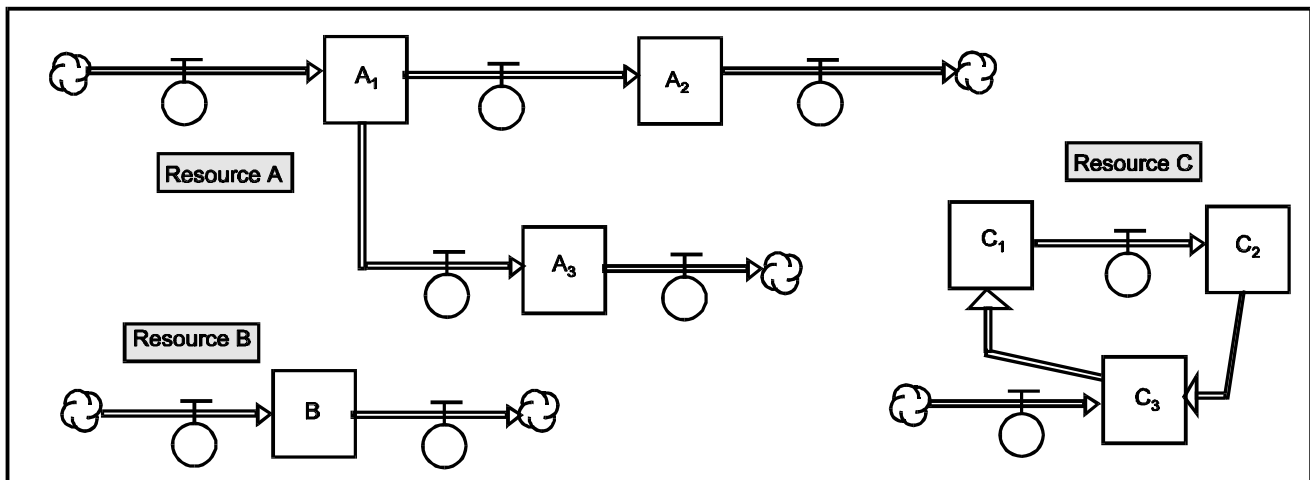 A₁
A₂
Resource A
Resource C
C₁
C₂
A₃
Resource B
B
C₃